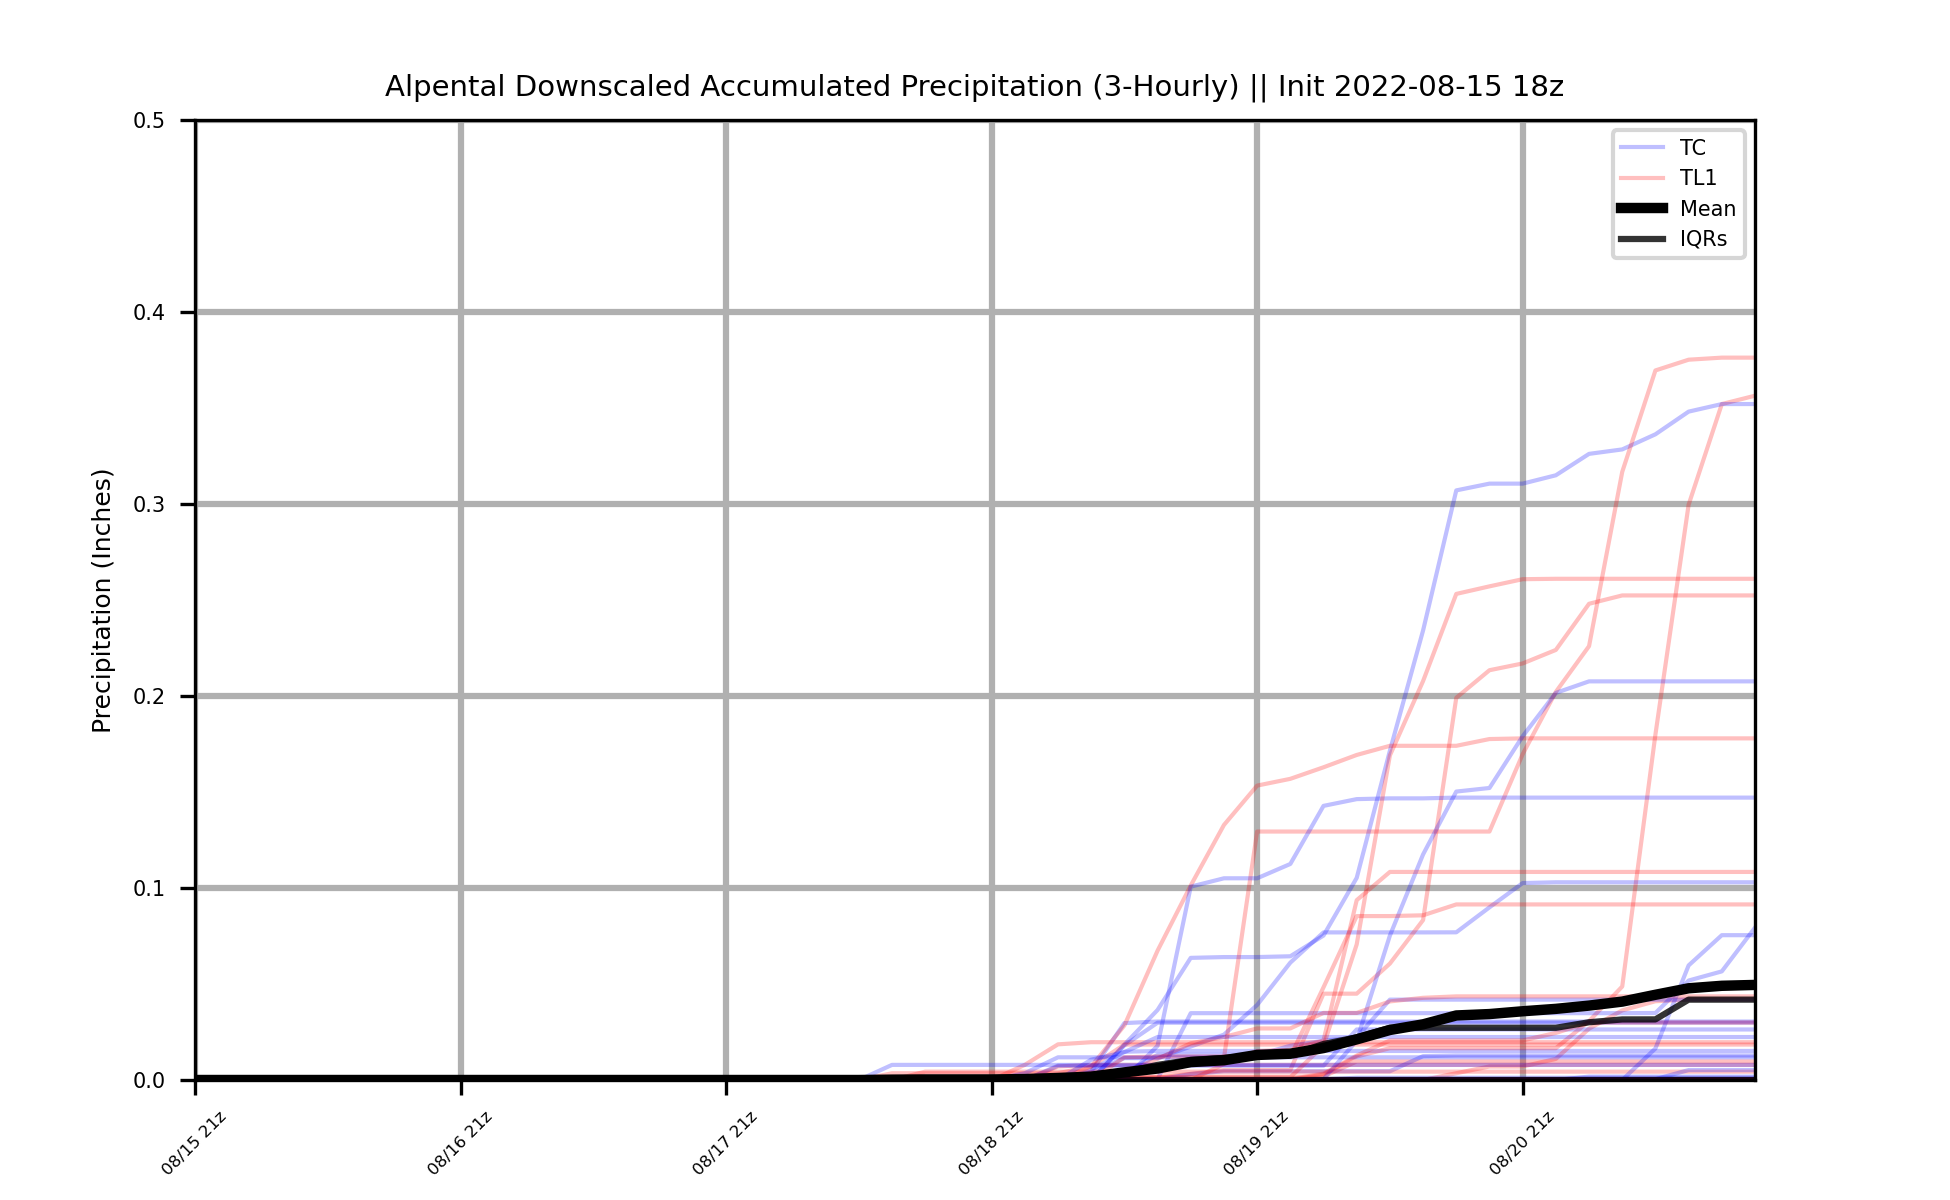 Alpental Downscaled Accumulated Precipitation (3-Hourly) || Init 2022-08-15 18z
TC
TL1
Mean
IQRs
Precipitation (Inches)
0.5
0.4
0.3
0.2
0.1
0.0
08/15 21z
08/16 21z
08/17 21z
08/18 21z
08/19 21z
08/20 21z